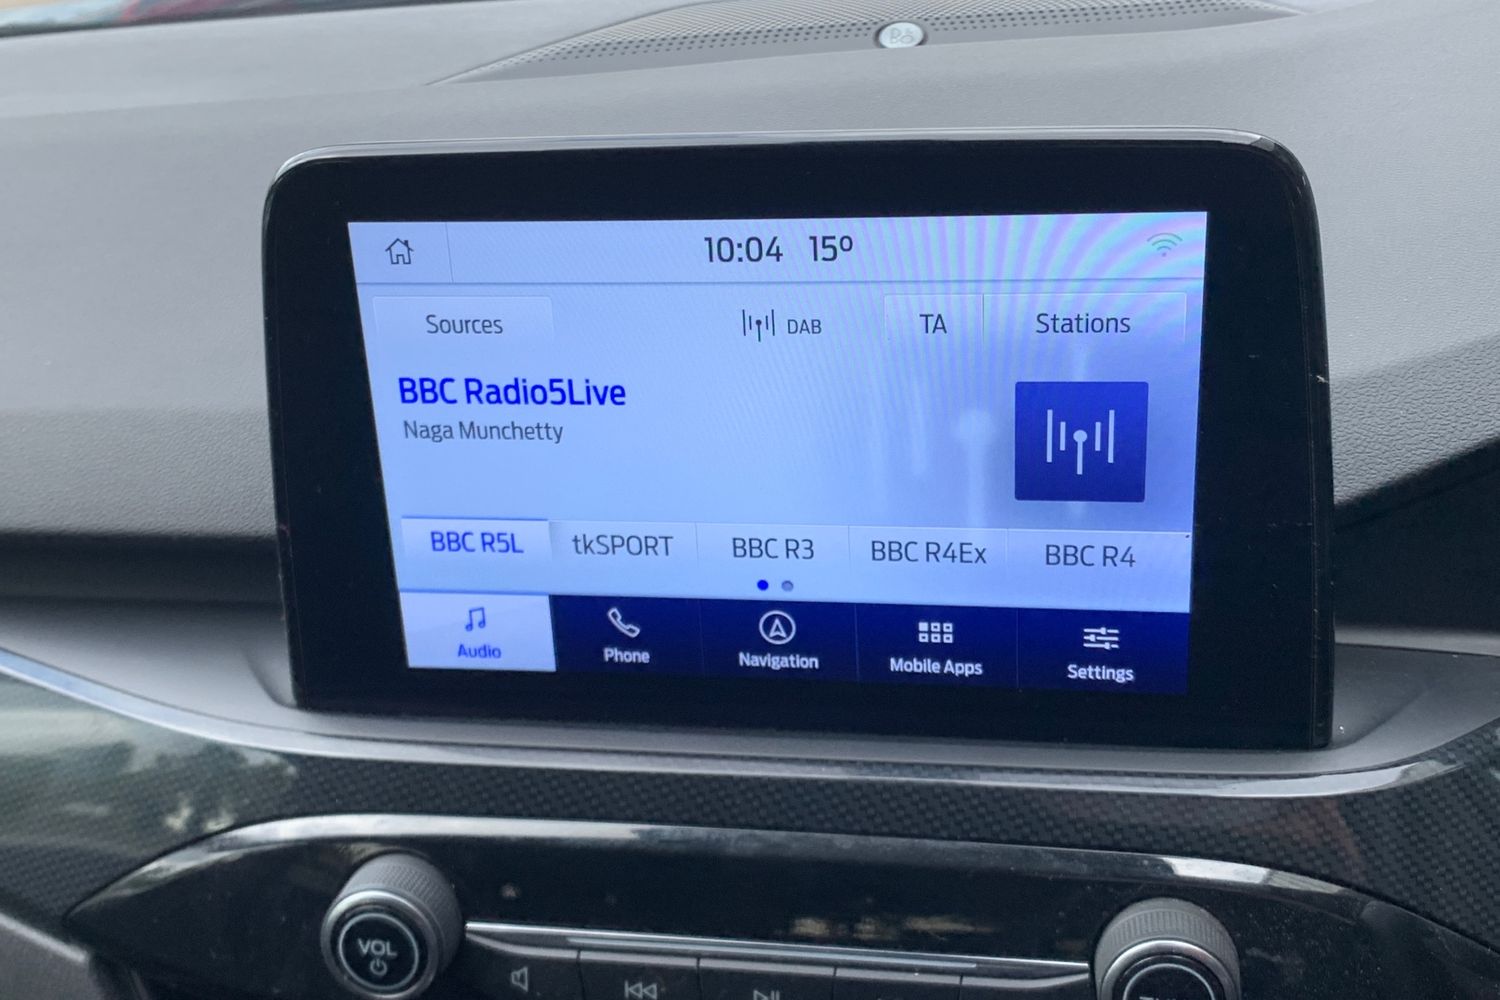 10:04 15º
Sources
DAB
TA
Stations
BBC Radio5Live
Naga Munchetty
BBC R5L
tkSPORT
BBC R3
BBC R4Ex
BBC R4
Audio
Phone
Navigation
Mobile Apps
Settings
VOL